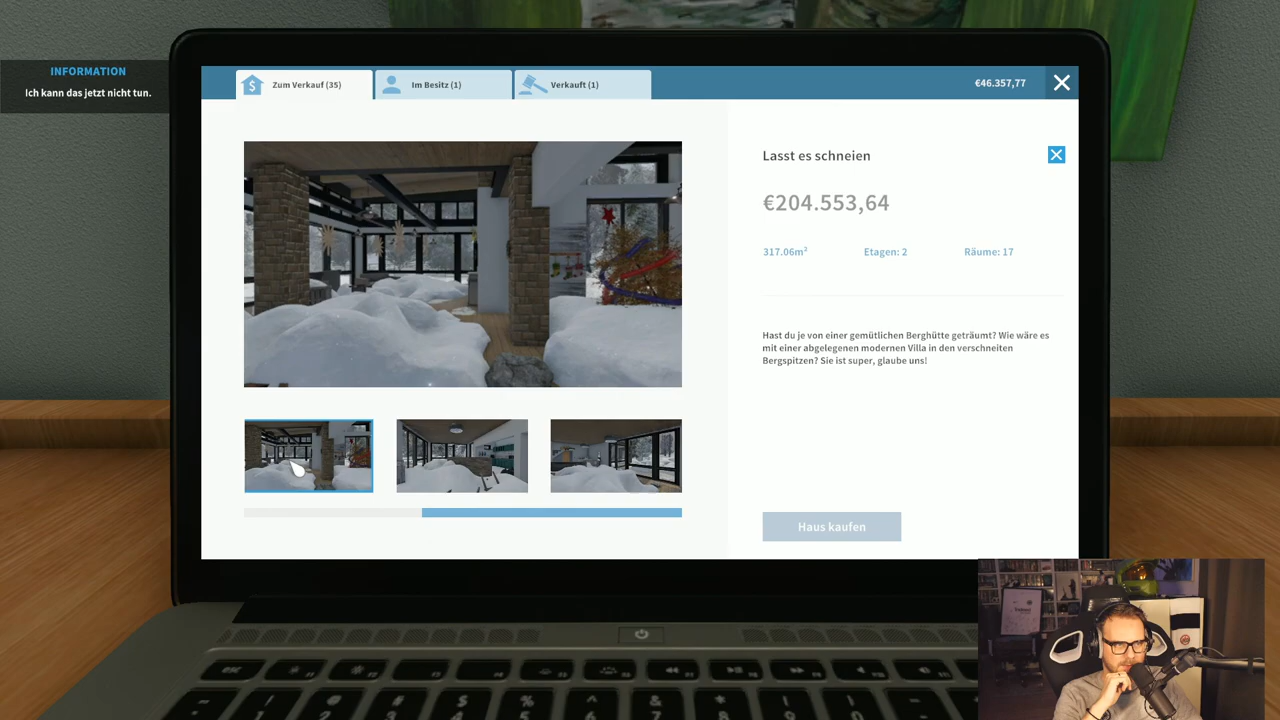 INFORMATION
Ich kann das jetzt nicht tun.
Zum Verkauf (35)
Im Besitz (1)
Verkauft (1)
€46.357,77
Lasst es schneien
€204.553,64
317.06m²
Etagen: 2
Räume: 17
Hast du je von einer gemütlichen Berghütte geträumt? Wie wäre es
mit einer abgelegenen modernen Villa in den verschneiten
Bergspitzen? Sie ist super, glaube uns!
Haus kaufen